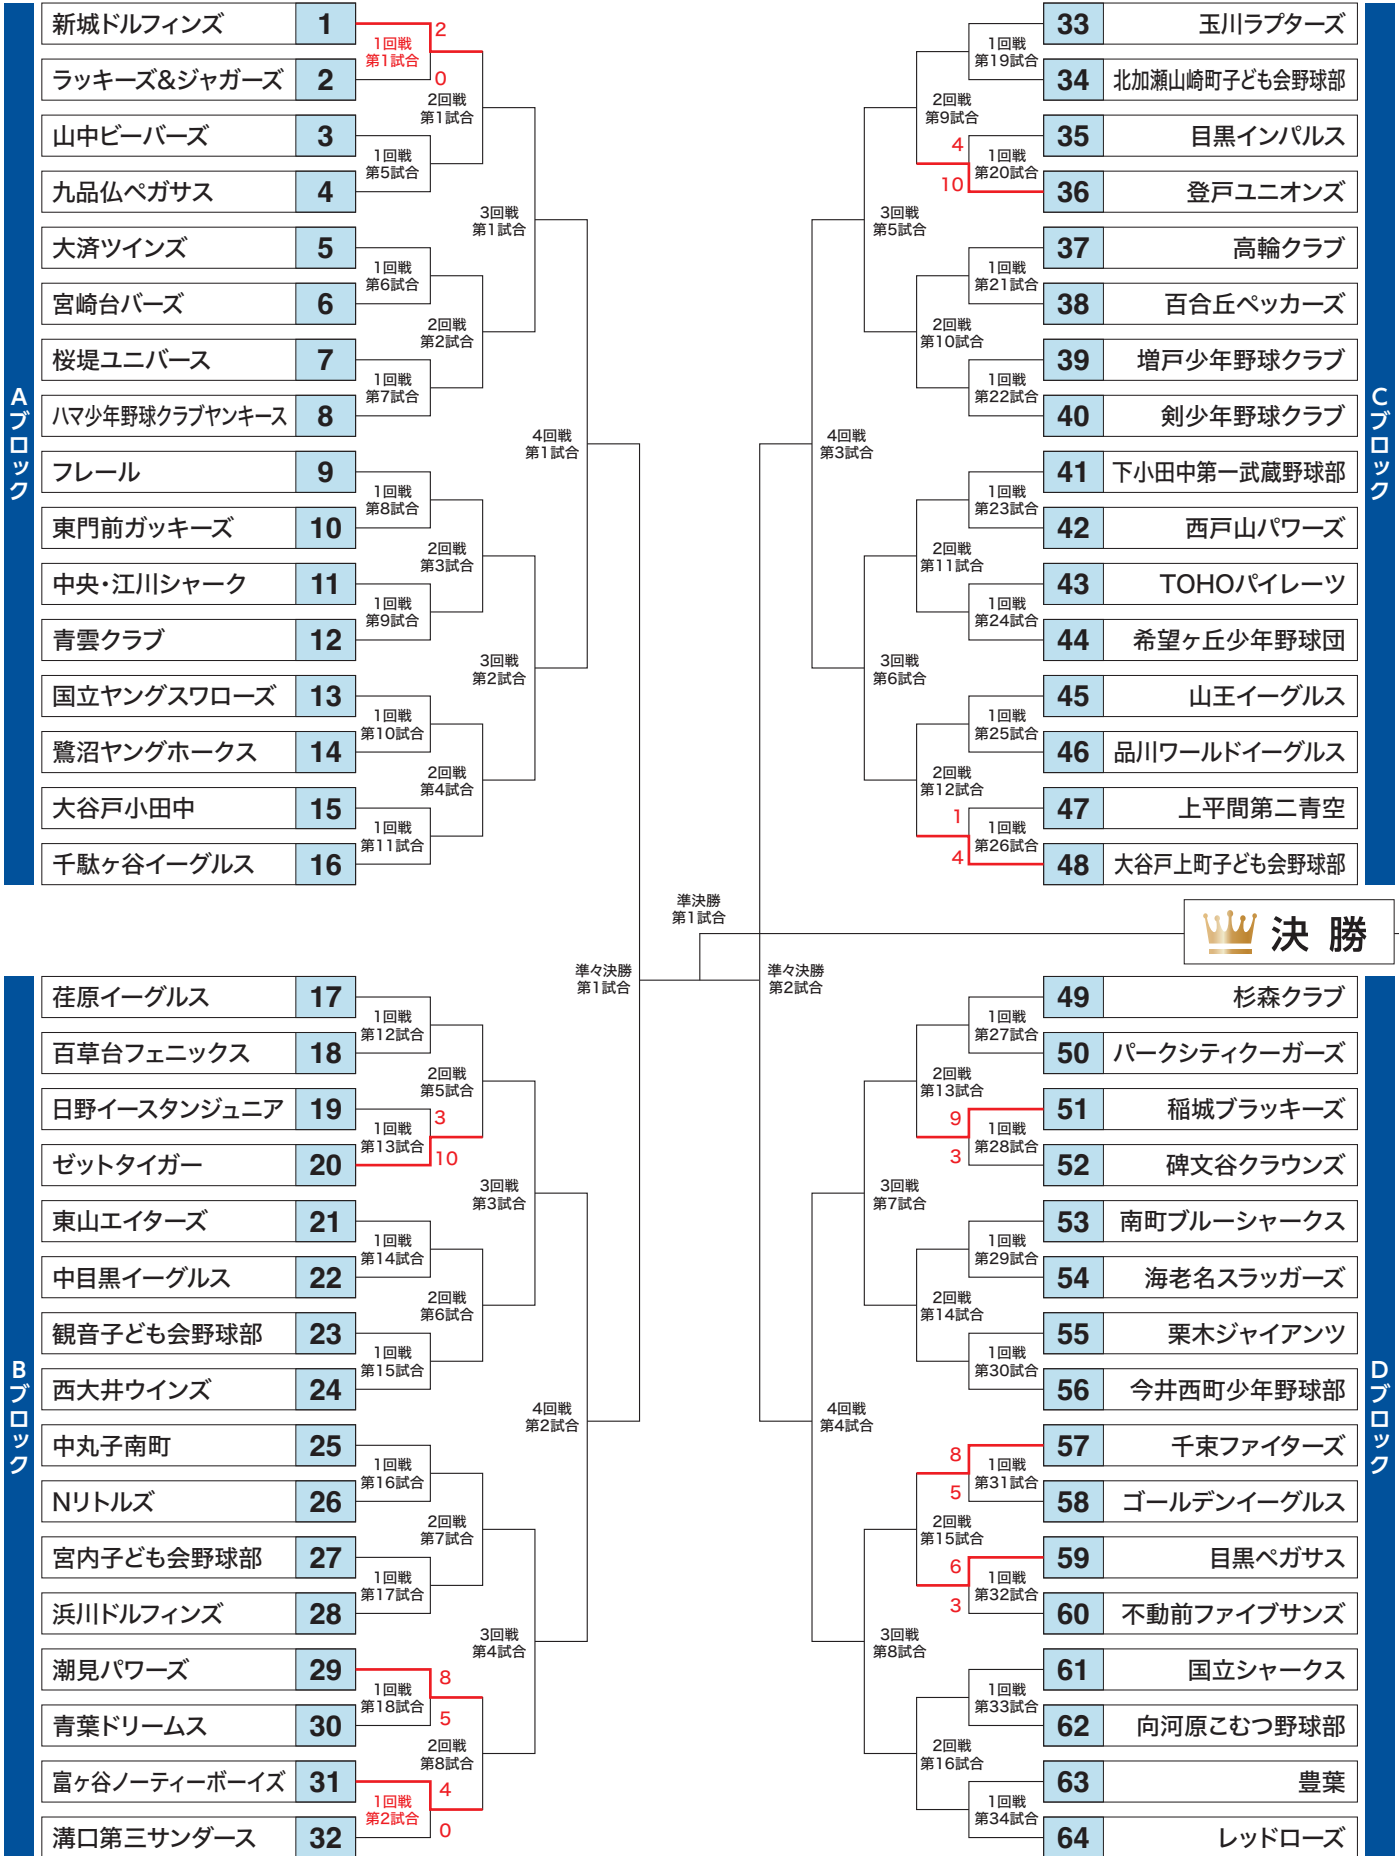 Aブロック
新城ドルフィンズ 1
ラッキーズ&ジャガーズ 2
山中ビーバーズ 3
九品仏ペガサス 4
大済ツインズ 5
宮崎台バーズ 6
桜堤ユニバース 7
ハマ少年野球クラブヤンキース 8
フレール 9
東門前ガッキーズ 10
中央・江川シャーク 11
青雲クラブ 12
国立ヤングスワローズ 13
鷺沼ヤングホークス 14
大谷戸小田中 15
千駄ヶ谷イーグルス 16
1回戦
第1試合
2
0
1回戦
第5試合
1回戦
第6試合
1回戦
第7試合
1回戦
第8試合
1回戦
第9試合
1回戦
第10試合
1回戦
第11試合
2回戦
第1試合
2回戦
第2試合
2回戦
第3試合
2回戦
第4試合
3回戦
第1試合
3回戦
第2試合
4回戦
第1試合
Bブロック
荏原イーグルス 17
百草台フェニックス 18
日野イースタンジュニア 19
ゼットタイガー 20
東山エイターズ 21
中目黒イーグルス 22
観音子ども会野球部 23
西大井ウインズ 24
中丸子南町 25
Nリトルズ 26
宮内子ども会野球部 27
浜川ドルフィンズ 28
潮見パワーズ 29
青葉ドリームス 30
富ヶ谷ノーティーボーイズ 31
溝口第三サンダース 32
1回戦
第12試合
1回戦
第13試合
3
10
1回戦
第14試合
1回戦
第15試合
1回戦
第16試合
1回戦
第17試合
1回戦
第18試合
8
5
1回戦
第2試合
4
0
2回戦
第5試合
2回戦
第6試合
2回戦
第7試合
2回戦
第8試合
3回戦
第3試合
3回戦
第4試合
4回戦
第2試合
準々決勝
第1試合
準決勝
第1試合
準々決勝
第2試合
決勝
Cブロック
33 玉川ラプターズ
34 北加瀬山崎町子ども会野球部
35 目黒インパルス
36 登戸ユニオンズ
37 高輪クラブ
38 百合丘ペッカーズ
39 増戸少年野球クラブ
40 剣少年野球クラブ
41 下小田中第一武蔵野球部
42 西戸山パワーズ
43 TOHOパイレーツ
44 希望ヶ丘少年野球団
45 山王イーグルス
46 品川ワールドイーグルス
47 上平間第二青空
48 大谷戸上町子ども会野球部
1回戦
第19試合
4
10
1回戦
第20試合
1回戦
第21試合
1回戦
第22試合
1回戦
第23試合
1回戦
第24試合
1回戦
第25試合
1
4
1回戦
第26試合
2回戦
第9試合
2回戦
第10試合
2回戦
第11試合
2回戦
第12試合
3回戦
第5試合
3回戦
第6試合
4回戦
第3試合
Dブロック
49 杉森クラブ
50 パークシティクーガーズ
51 稲城ブラッキーズ
52 碑文谷クラウンズ
53 南町ブルーシャークス
54 海老名スラッガーズ
55 栗木ジャイアンツ
56 今井西町少年野球部
57 千束ファイターズ
58 ゴールデンイーグルス
59 目黒ペガサス
60 不動前ファイブサンズ
61 国立シャークス
62 向河原こむつ野球部
63 豊葉
64 レッドローズ
1回戦
第27試合
9
3
1回戦
第28試合
1回戦
第29試合
1回戦
第30試合
8
5
1回戦
第31試合
6
3
1回戦
第32試合
1回戦
第33試合
1回戦
第34試合
2回戦
第13試合
2回戦
第14試合
2回戦
第15試合
2回戦
第16試合
3回戦
第7試合
3回戦
第8試合
4回戦
第4試合